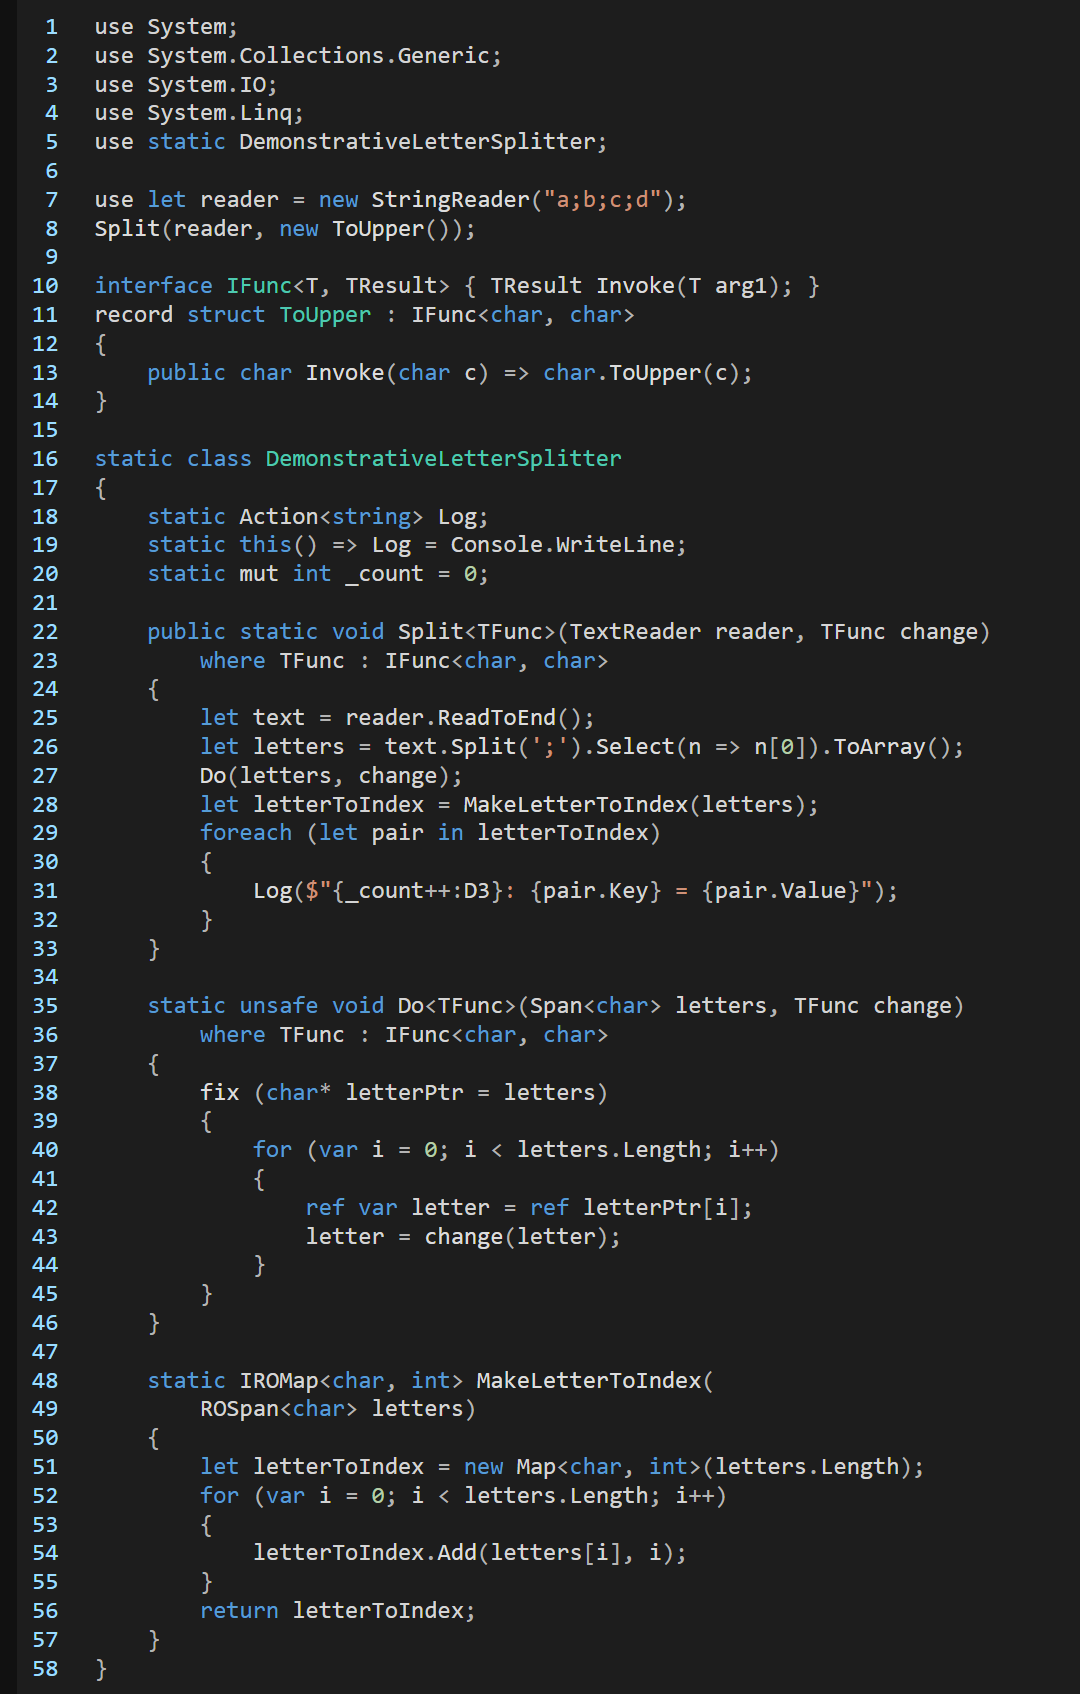 1 use System;
2 use System.Collections.Generic;
3 use System.IO;
4 use System.Linq;
5 use static DemonstrativeLetterSplitter;
6
7 use let reader = new StringReader("a;b;c;d");
8 Split(reader, new ToUpper());
9
10 interface IFunc<T, TResult> { TResult Invoke(T arg1); }
11 record struct ToUpper : IFunc<char, char>
12 {
13     public char Invoke(char c) => char.ToUpper(c);
14 }
15
16 static class DemonstrativeLetterSplitter
17 {
18     static Action<string> Log;
19     static this() => Log = Console.WriteLine;
20     static mut int _count = 0;
21
22     public static void Split<TFunc>(TextReader reader, TFunc change)
23         where TFunc : IFunc<char, char>
24     {
25         let text = reader.ReadToEnd();
26         let letters = text.Split(';').Select(n => n[0]).ToArray();
27         Do(letters, change);
28         let letterToIndex = MakeLetterToIndex(letters);
29         foreach (let pair in letterToIndex)
30         {
31             Log($"{_count++:D3}: {pair.Key} = {pair.Value}");
32         }
33     }
34
35     static unsafe void Do<TFunc>(Span<char> letters, TFunc change)
36         where TFunc : IFunc<char, char>
37     {
38         fix (char* letterPtr = letters)
39         {
40             for (var i = 0; i < letters.Length; i++)
41             {
42                 ref var letter = ref letterPtr[i];
43                 letter = change(letter);
44             }
45         }
46     }
47
48     static IROMap<char, int> MakeLetterToIndex(
49         ROSpan<char> letters)
50     {
51         let letterToIndex = new Map<char, int>(letters.Length);
52         for (var i = 0; i < letters.Length; i++)
53         {
54             letterToIndex.Add(letters[i], i);
55         }
56         return letterToIndex;
57     }
58 }